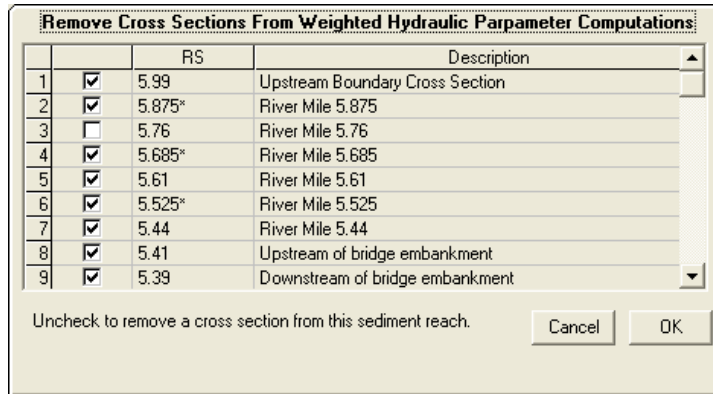 Remove Cross Sections From Weighted Hydraulic Parpameter Computations
RS Description
1 5.99 Upstream Boundary Cross Section
2 5.875* River Mile 5.875
3 5.76 River Mile 5.76
4 5.685* River Mile 5.685
5 5.61 River Mile 5.61
6 5.525* River Mile 5.525
7 5.44 River Mile 5.44
8 5.41 Upstream of bridge embankment
9 5.39 Downstream of bridge embankment
Uncheck to remove a cross section from this sediment reach. Cancel OK